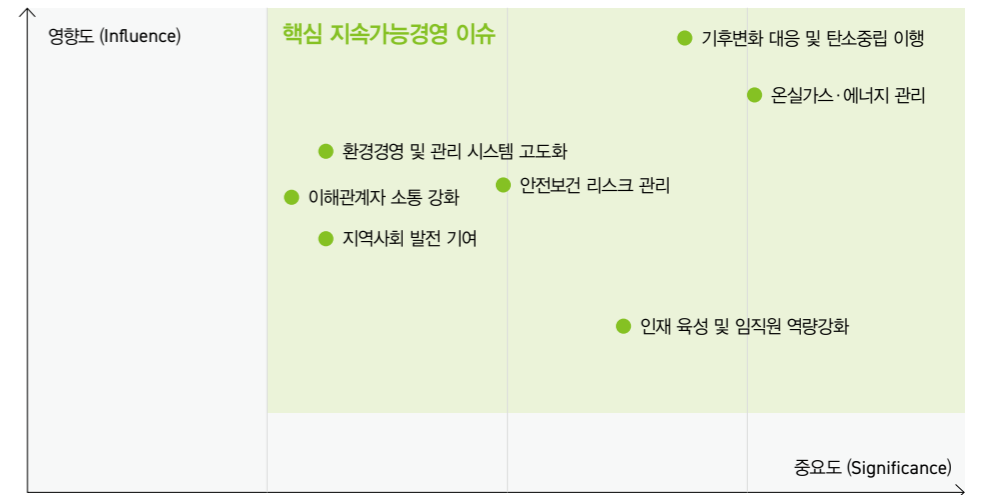 영향도 (Influence)
핵심 지속가능경영 이슈
기후변화 대응 및 탄소중립 이행
온실가스·에너지 관리
환경경영 및 관리 시스템 고도화
안전보건 리스크 관리
이해관계자 소통 강화
지역사회 발전 기여
인재 육성 및 임직원 역량강화
중요도 (Significance)